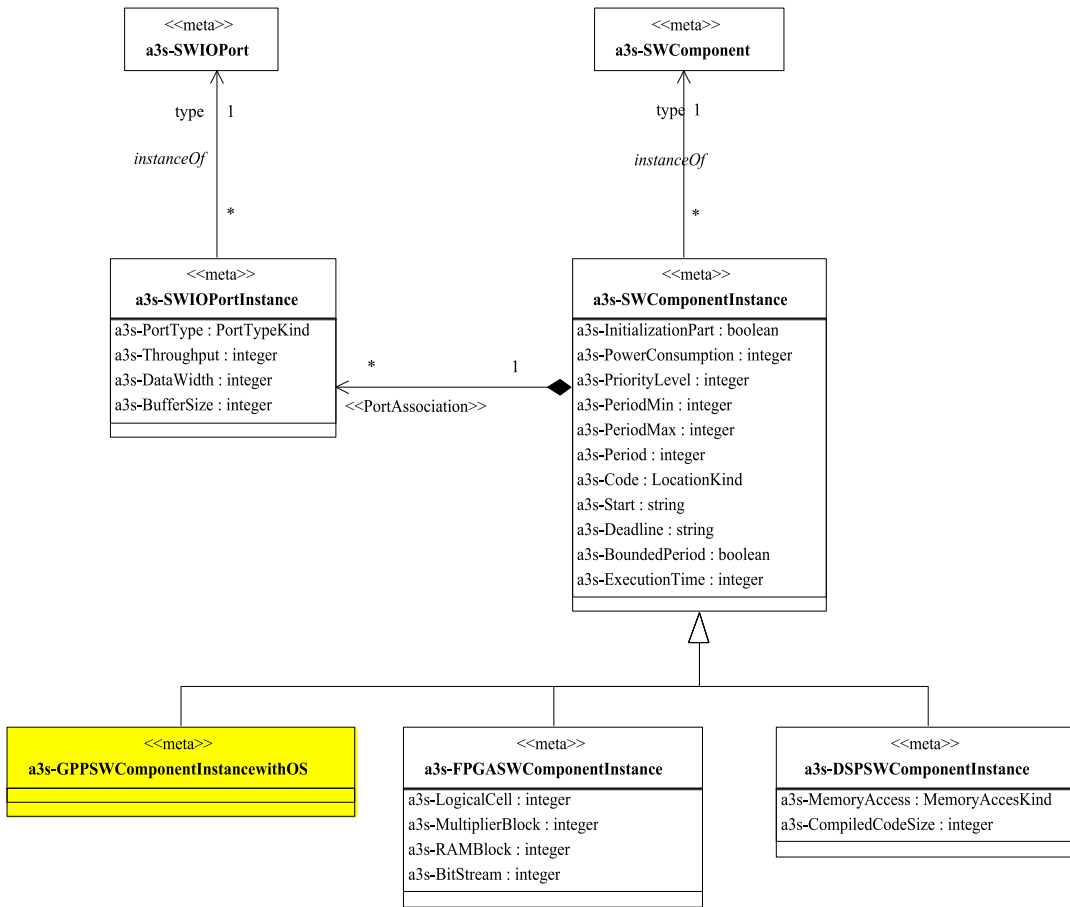 <<meta>>
a3s-SWIOPort
<<meta>>
a3s-SWComponent
type 1
instanceOf
*
type 1
instanceOf
*
<<meta>>
a3s-SWIOPortInstance
a3s-PortType : PortTypeKind
a3s-Throughput : integer
a3s-DataWidth : integer
a3s-BufferSize : integer
* 1
<<PortAssociation>>
<<meta>>
a3s-SWComponentInstance
a3s-InitializationPart : boolean
a3s-PowerConsumption : integer
a3s-PriorityLevel : integer
a3s-PeriodMin : integer
a3s-PeriodMax : integer
a3s-Period : integer
a3s-Code : LocationKind
a3s-Start : string
a3s-Deadline : string
a3s-BoundedPeriod : boolean
a3s-ExecutionTime : integer
<<meta>>
a3s-GPPSWComponentInstancewithOS
<<meta>>
a3s-FPGASWComponentInstance
a3s-LogicalCell : integer
a3s-MultiplierBlock : integer
a3s-RAMBlock : integer
a3s-BitStream : integer
<<meta>>
a3s-DSPSWComponentInstance
a3s-MemoryAccess : MemoryAccesKind
a3s-CompiledCodeSize : integer